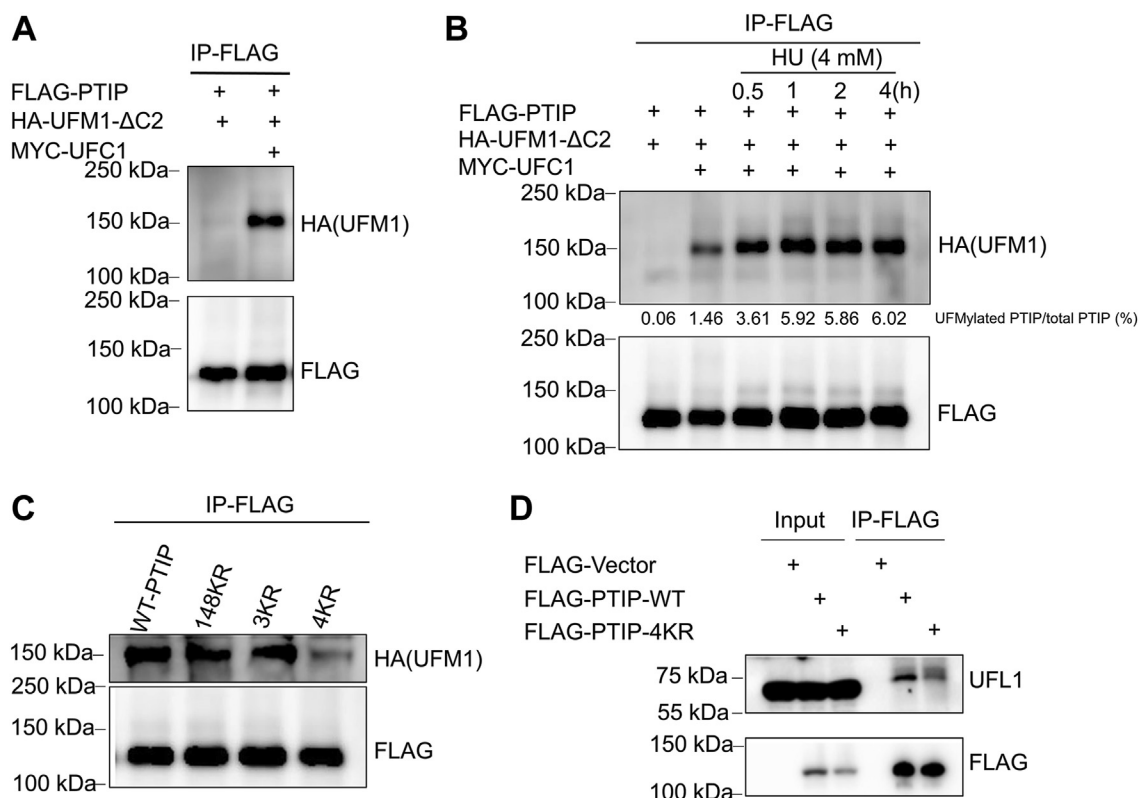 A
IP-FLAG
FLAG-PTIP + +
HA-UFM1-ΔC2 + +
MYC-UFC1 +
250 kDa
150 kDa
HA(UFM1)
100 kDa
250 kDa
150 kDa
FLAG
100 kDa
B
IP-FLAG
HU (4 mM)
0.5 1 2 4(h)
FLAG-PTIP + + + + + +
HA-UFM1-ΔC2 + + + + + +
MYC-UFC1 + + + + +
250 kDa
150 kDa
HA(UFM1)
100 kDa
0.06 1.46 3.61 5.92 5.86 6.02 UFMylated PTIP/total PTIP (%)
250 kDa
150 kDa
FLAG
100 kDa
C
IP-FLAG
WT-PTIP 148KR 3KR 4KR
150 kDa
HA(UFM1)
250 kDa
150 kDa
FLAG
100 kDa
D
Input IP-FLAG
FLAG-Vector + +
FLAG-PTIP-WT + +
FLAG-PTIP-4KR + +
75 kDa
UFL1
55 kDa
150 kDa
FLAG
100 kDa